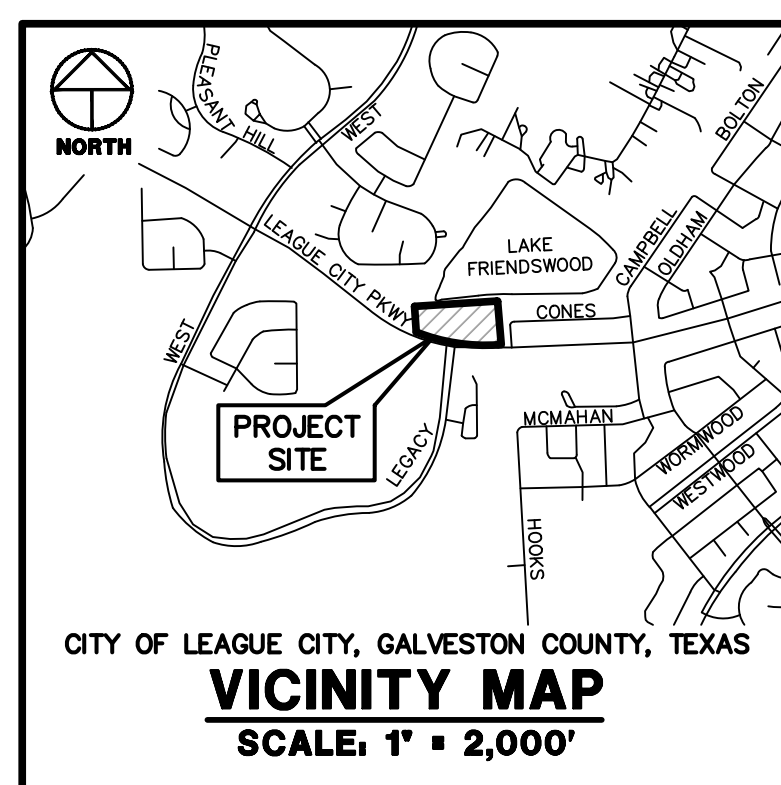 NORTH
PLEASANT HILL
WEST
BOLTON
LEAGUE CITY PKWY
LAKE
FRIENDSWOOD
CAMPBELL
OLDHAM
CONES
WEST
PROJECT
SITE
LEGACY
MCMAHAN
WORMWOOD
WESTWOOD
HOOKS
CITY OF LEAGUE CITY, GALVESTON COUNTY, TEXAS
VICINITY MAP
SCALE: 1" = 2,000'